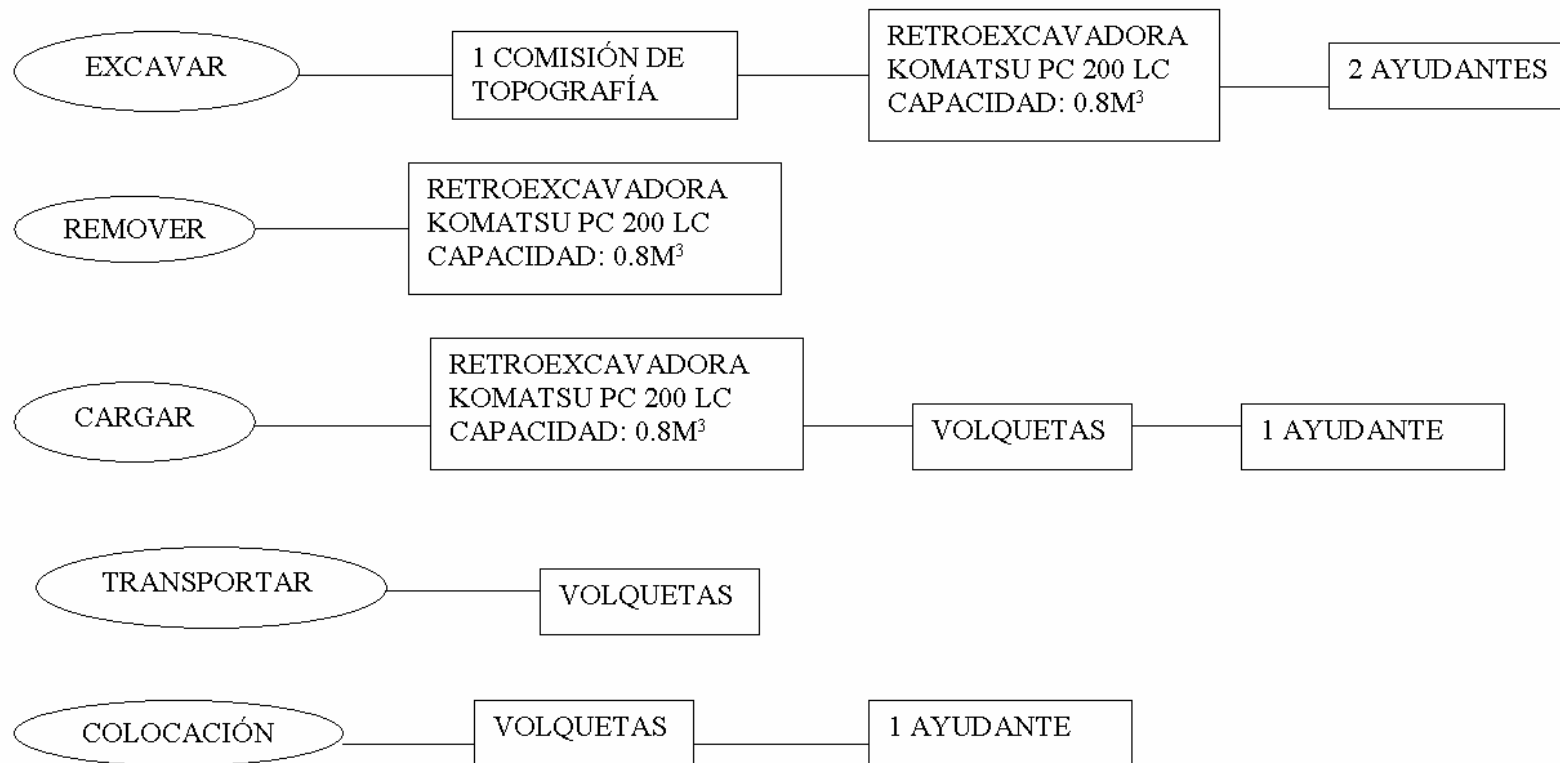 EXCAVAR
1 COMISIÓN DE
TOPOGRAFÍA
RETROEXCAVADORA
KOMATSU PC 200 LC
CAPACIDAD: 0.8M³
2 AYUDANTES
REMOVER
RETROEXCAVADORA
KOMATSU PC 200 LC
CAPACIDAD: 0.8M³
CARGAR
RETROEXCAVADORA
KOMATSU PC 200 LC
CAPACIDAD: 0.8M³
VOLQUETAS
1 AYUDANTE
TRANSPORTAR
VOLQUETAS
COLOCACIÓN
VOLQUETAS
1 AYUDANTE